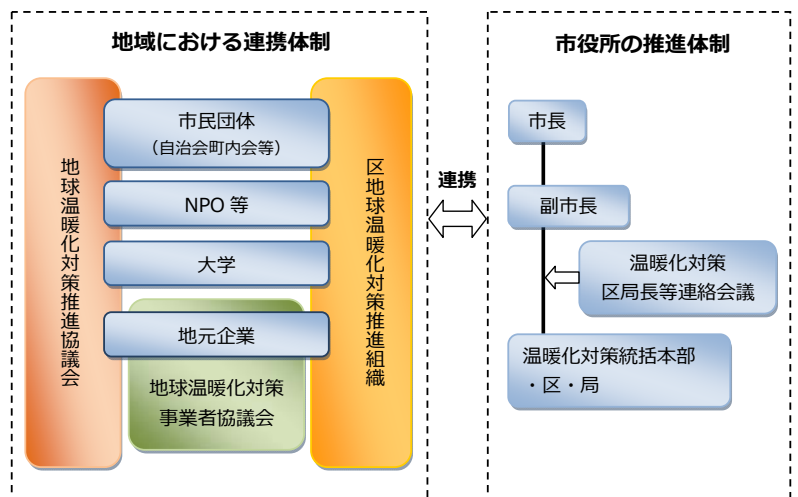 地域における連携体制
地球温暖化対策推進協議会
市民団体
（自治会町内会等）
NPO 等
大学
地元企業
地球温暖化対策
事業者協議会
区地球温暖化対策推進組織
連携
市役所の推進体制
市長
副市長
温暖化対策
区局長等連絡会議
温暖化対策統括本部
・区・局